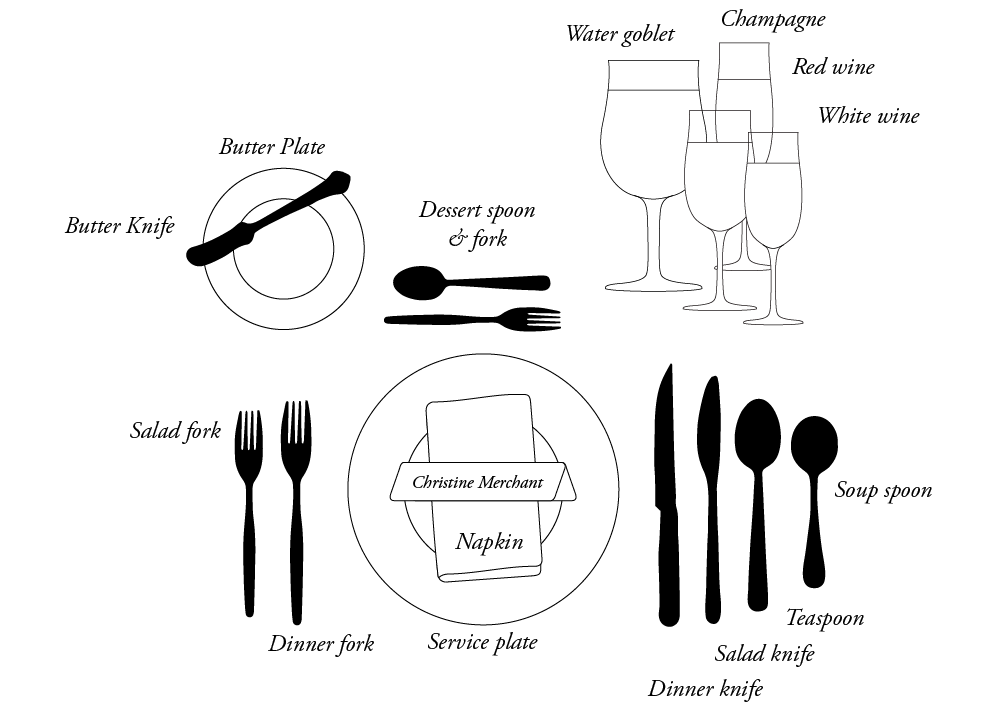 Champagne
Water goblet
Red wine
White wine
Butter Plate
Butter Knife
Dessert spoon
& fork
Salad fork
Christine Merchant
Soup spoon
Napkin
Teaspoon
Dinner fork
Service plate
Salad knife
Dinner knife